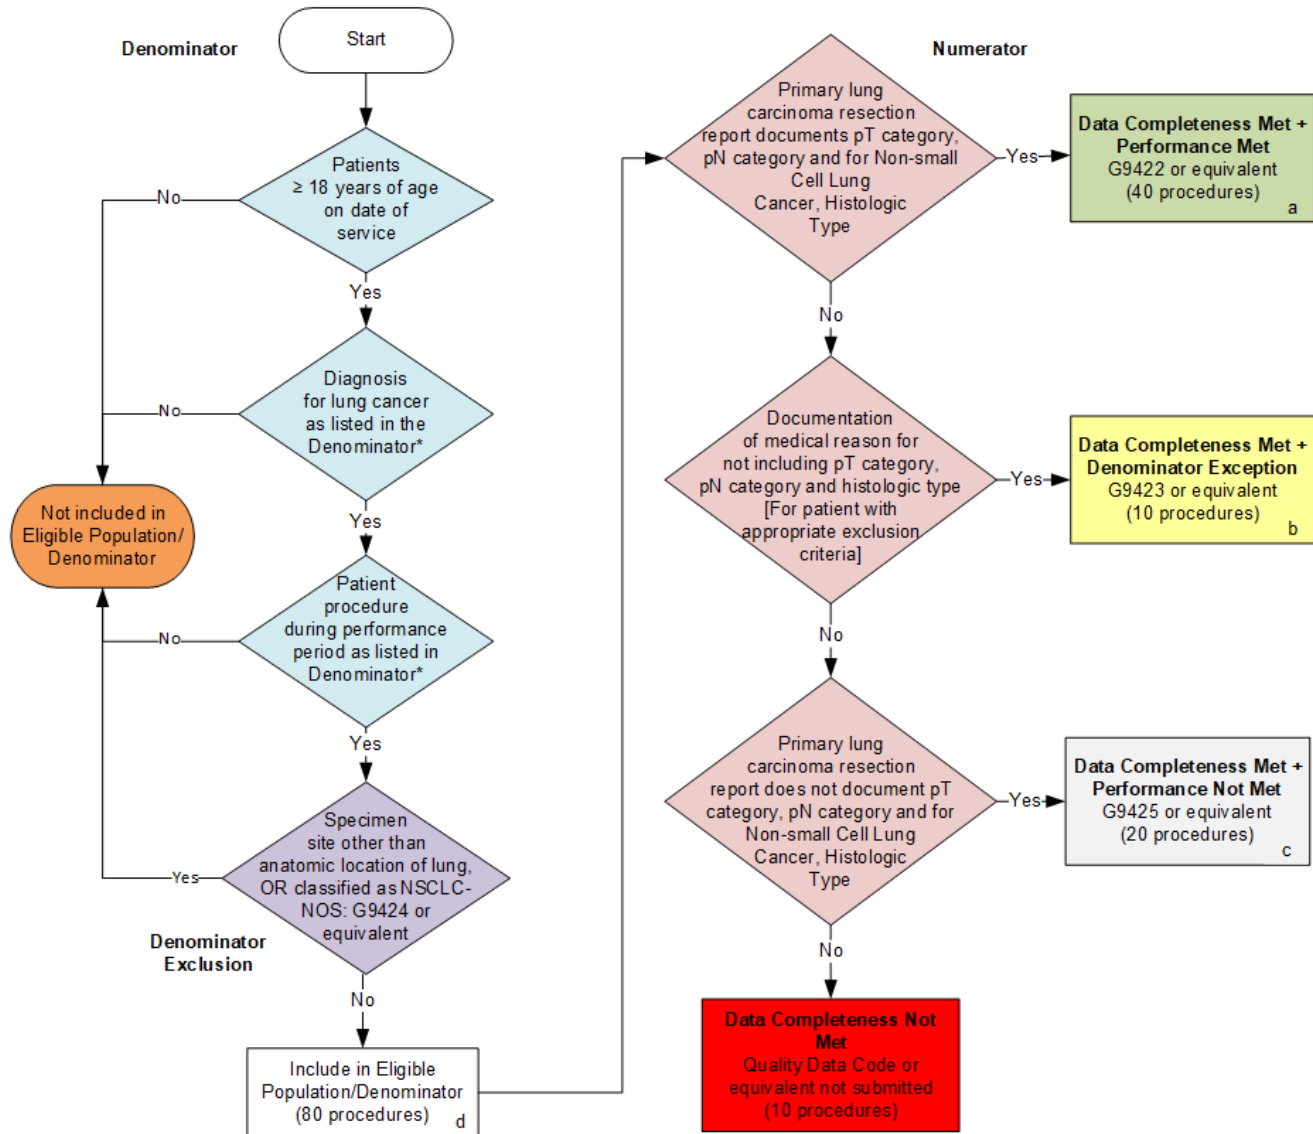 Denominator
Start
Patients
≥ 18 years of age
on date of
service
No
Yes
Diagnosis
for lung cancer
as listed in the
Denominator*
No
Yes
Not included in
Eligible Population/
Denominator
Patient
procedure
during performance
period as listed in
Denominator*
No
Yes
Specimen
site other than
anatomic location of lung,
OR classified as NSCLC-
NOS: G9424 or
equivalent
Yes
Denominator
Exclusion
No
Include in Eligible
Population/Denominator
(80 procedures)
d
Numerator
Primary lung
carcinoma resection
report documents pT category,
pN category and for Non-small
Cell Lung
Cancer, Histologic
Type
Yes
Data Completeness Met +
Performance Met
G9422 or equivalent
(40 procedures)
a
No
Documentation
of medical reason for
not including pT category,
pN category and histologic type
[For patient with
appropriate exclusion
criteria]
Yes
Data Completeness Met +
Denominator Exception
G9423 or equivalent
(10 procedures)
b
No
Primary lung
carcinoma resection
report does not document pT
category, pN category and for
Non-small Cell Lung
Cancer, Histologic
Type
Yes
Data Completeness Met +
Performance Not Met
G9425 or equivalent
(20 procedures)
c
No
Data Completeness Not
Met
Quality Data Code or
equivalent not submitted
(10 procedures)